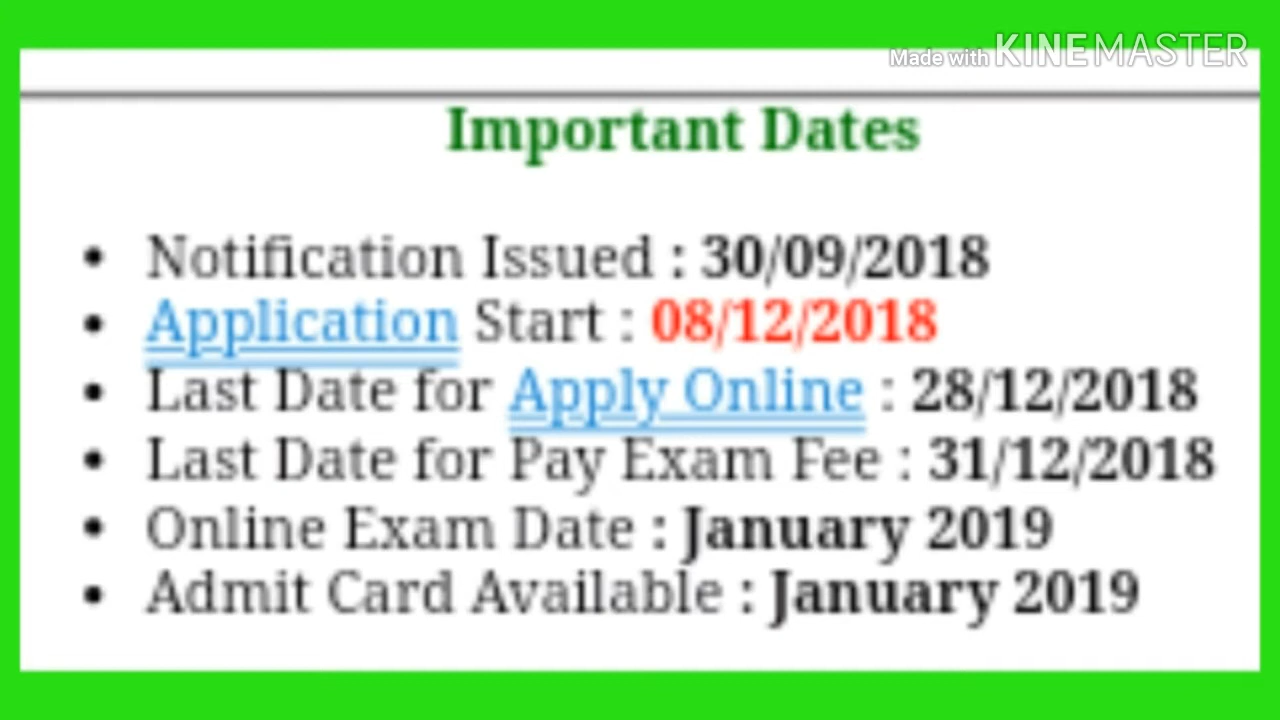 Made with KINEMASTER
Important Dates
• Notification Issued : 30/09/2018
• Application Start : 08/12/2018
• Last Date for Apply Online : 28/12/2018
• Last Date for Pay Exam Fee : 31/12/2018
• Online Exam Date : January 2019
• Admit Card Available : January 2019